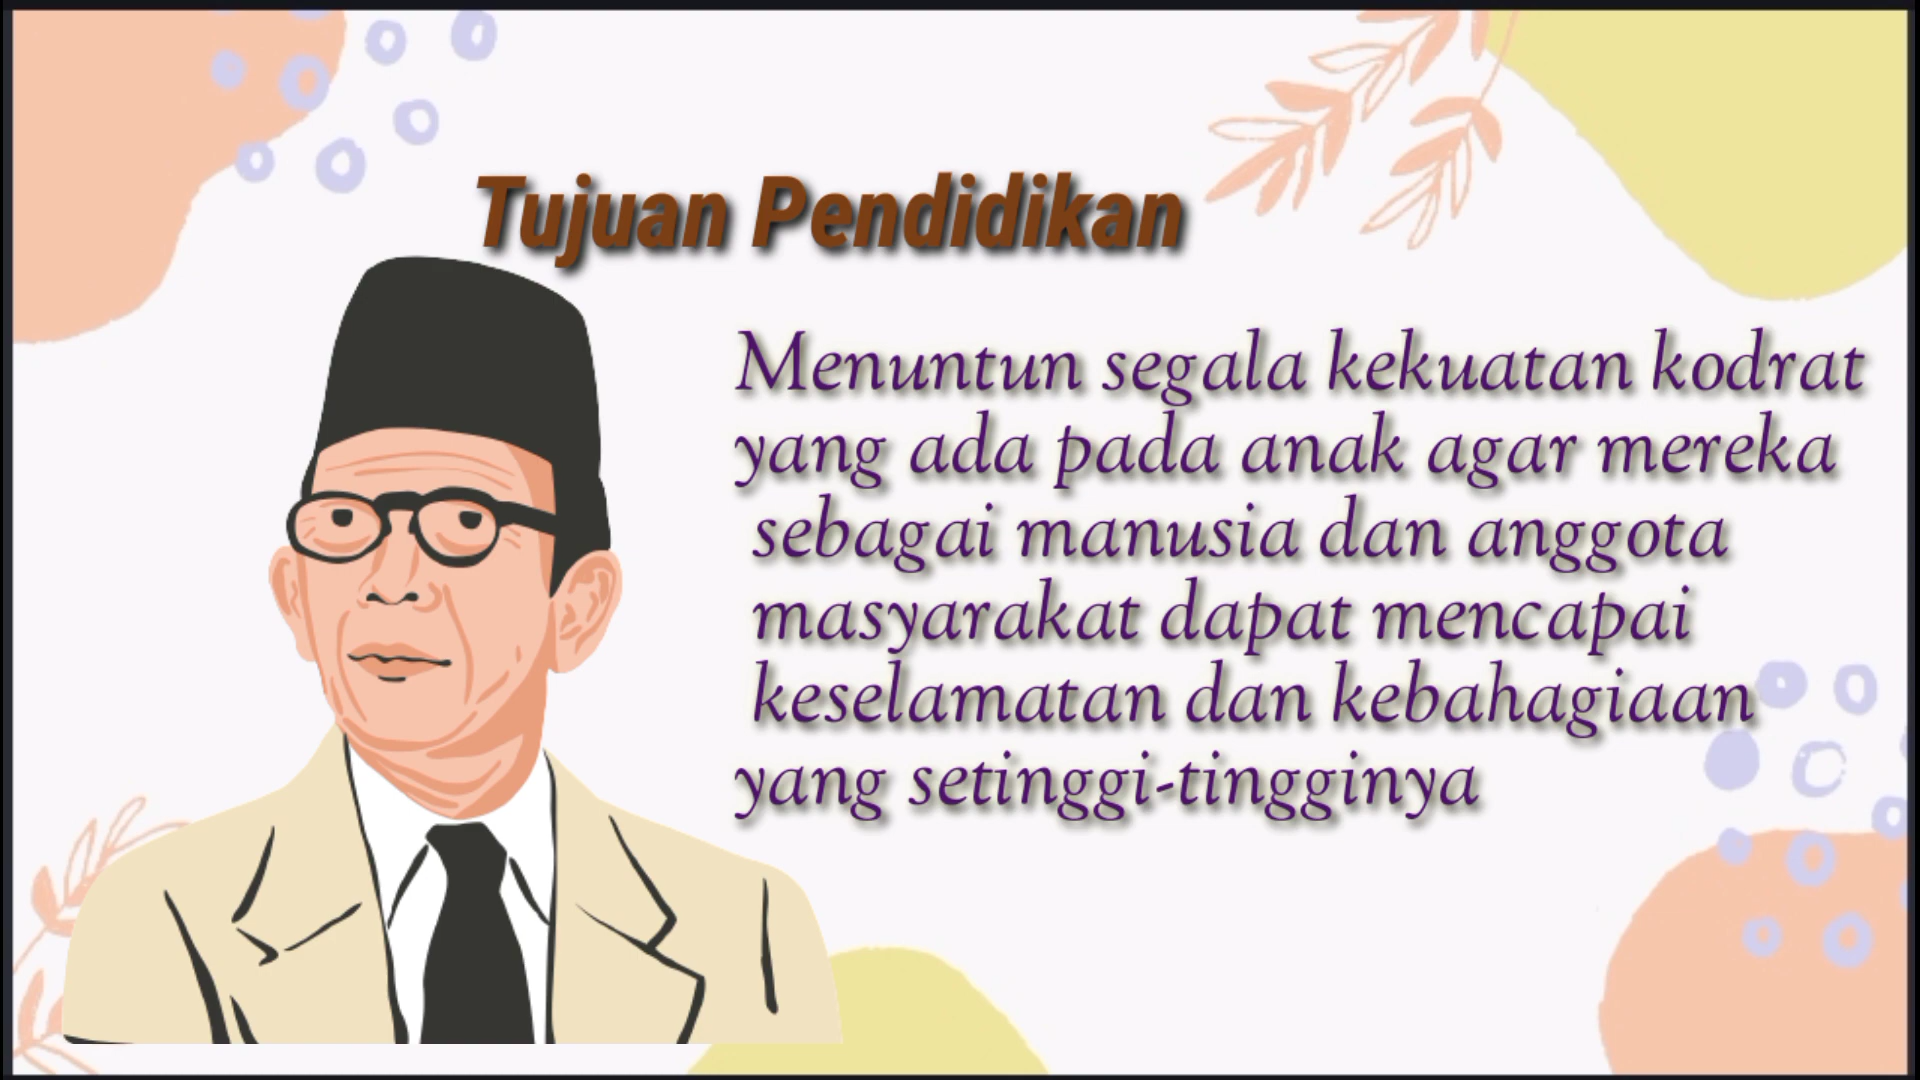 Tujuan Pendidikan
Menuntun segala kekuatan kodrat
yang ada pada anak agar mereka
sebagai manusia dan anggota
masyarakat dapat mencapai
keselamatan dan kebahagiaan
yang setinggi-tingginya